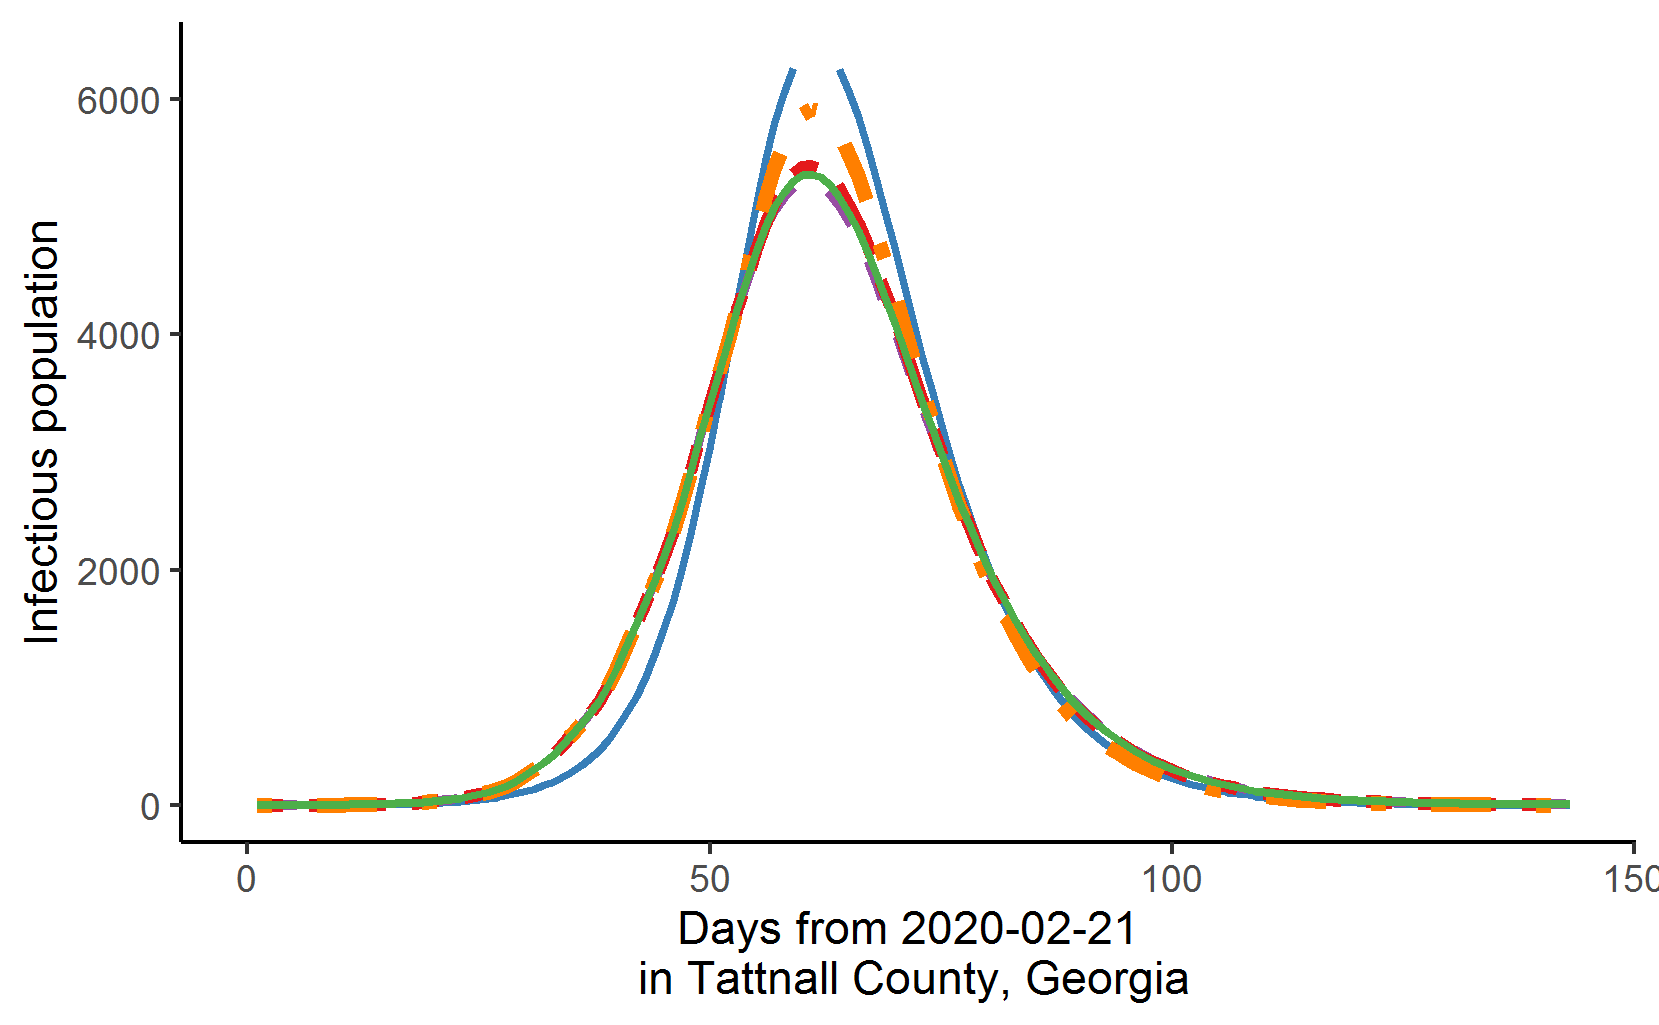 Infectious population
6000
4000
2000
0
0
50
100
150
Days from 2020-02-21
in Tattnall County, Georgia